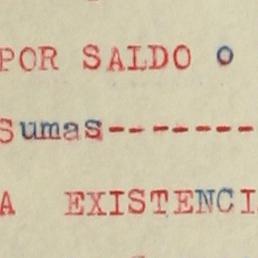 POR SALDO o
Sumas-------
A EXISTENCI